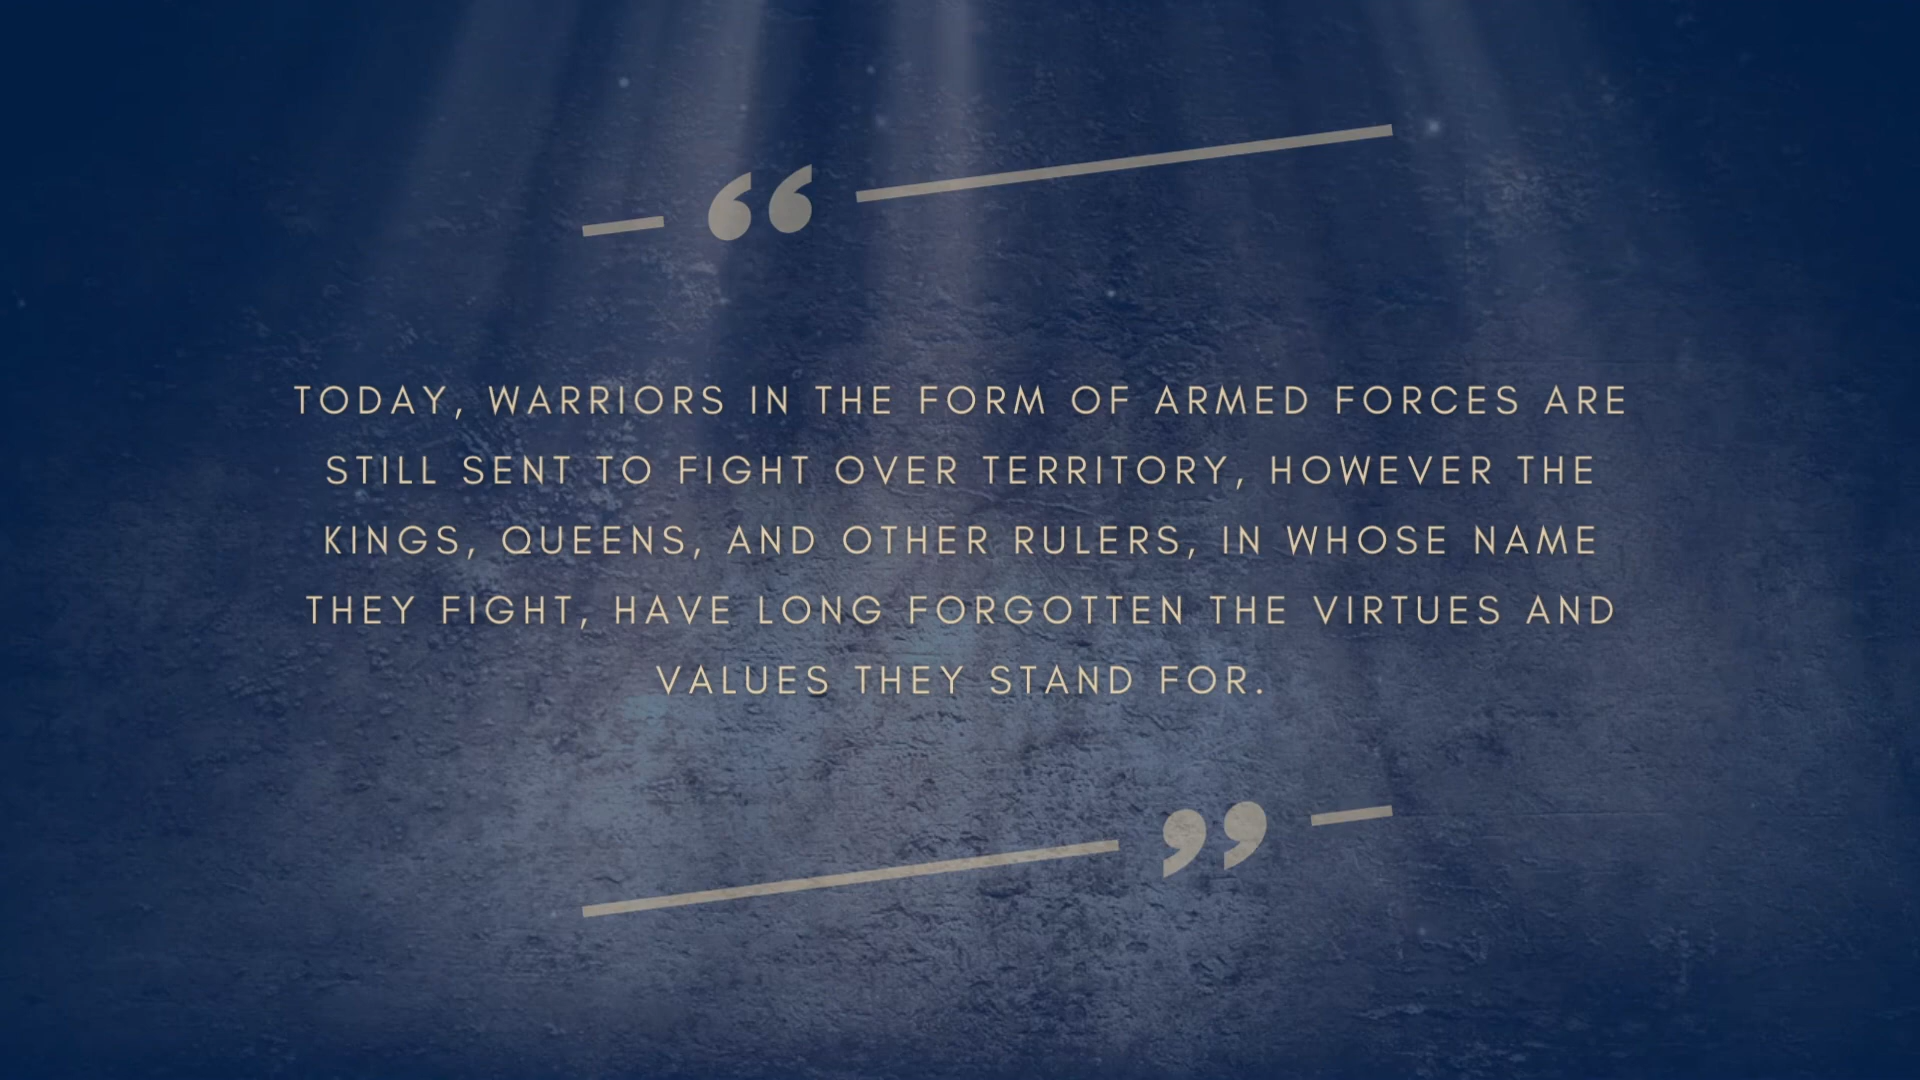 “
TODAY, WARRIORS IN THE FORM OF ARMED FORCES ARE
STILL SENT TO FIGHT OVER TERRITORY, HOWEVER THE
KINGS, QUEENS, AND OTHER RULERS, IN WHOSE NAME
THEY FIGHT, HAVE LONG FORGOTTEN THE VIRTUES AND
VALUES THEY STAND FOR.
”